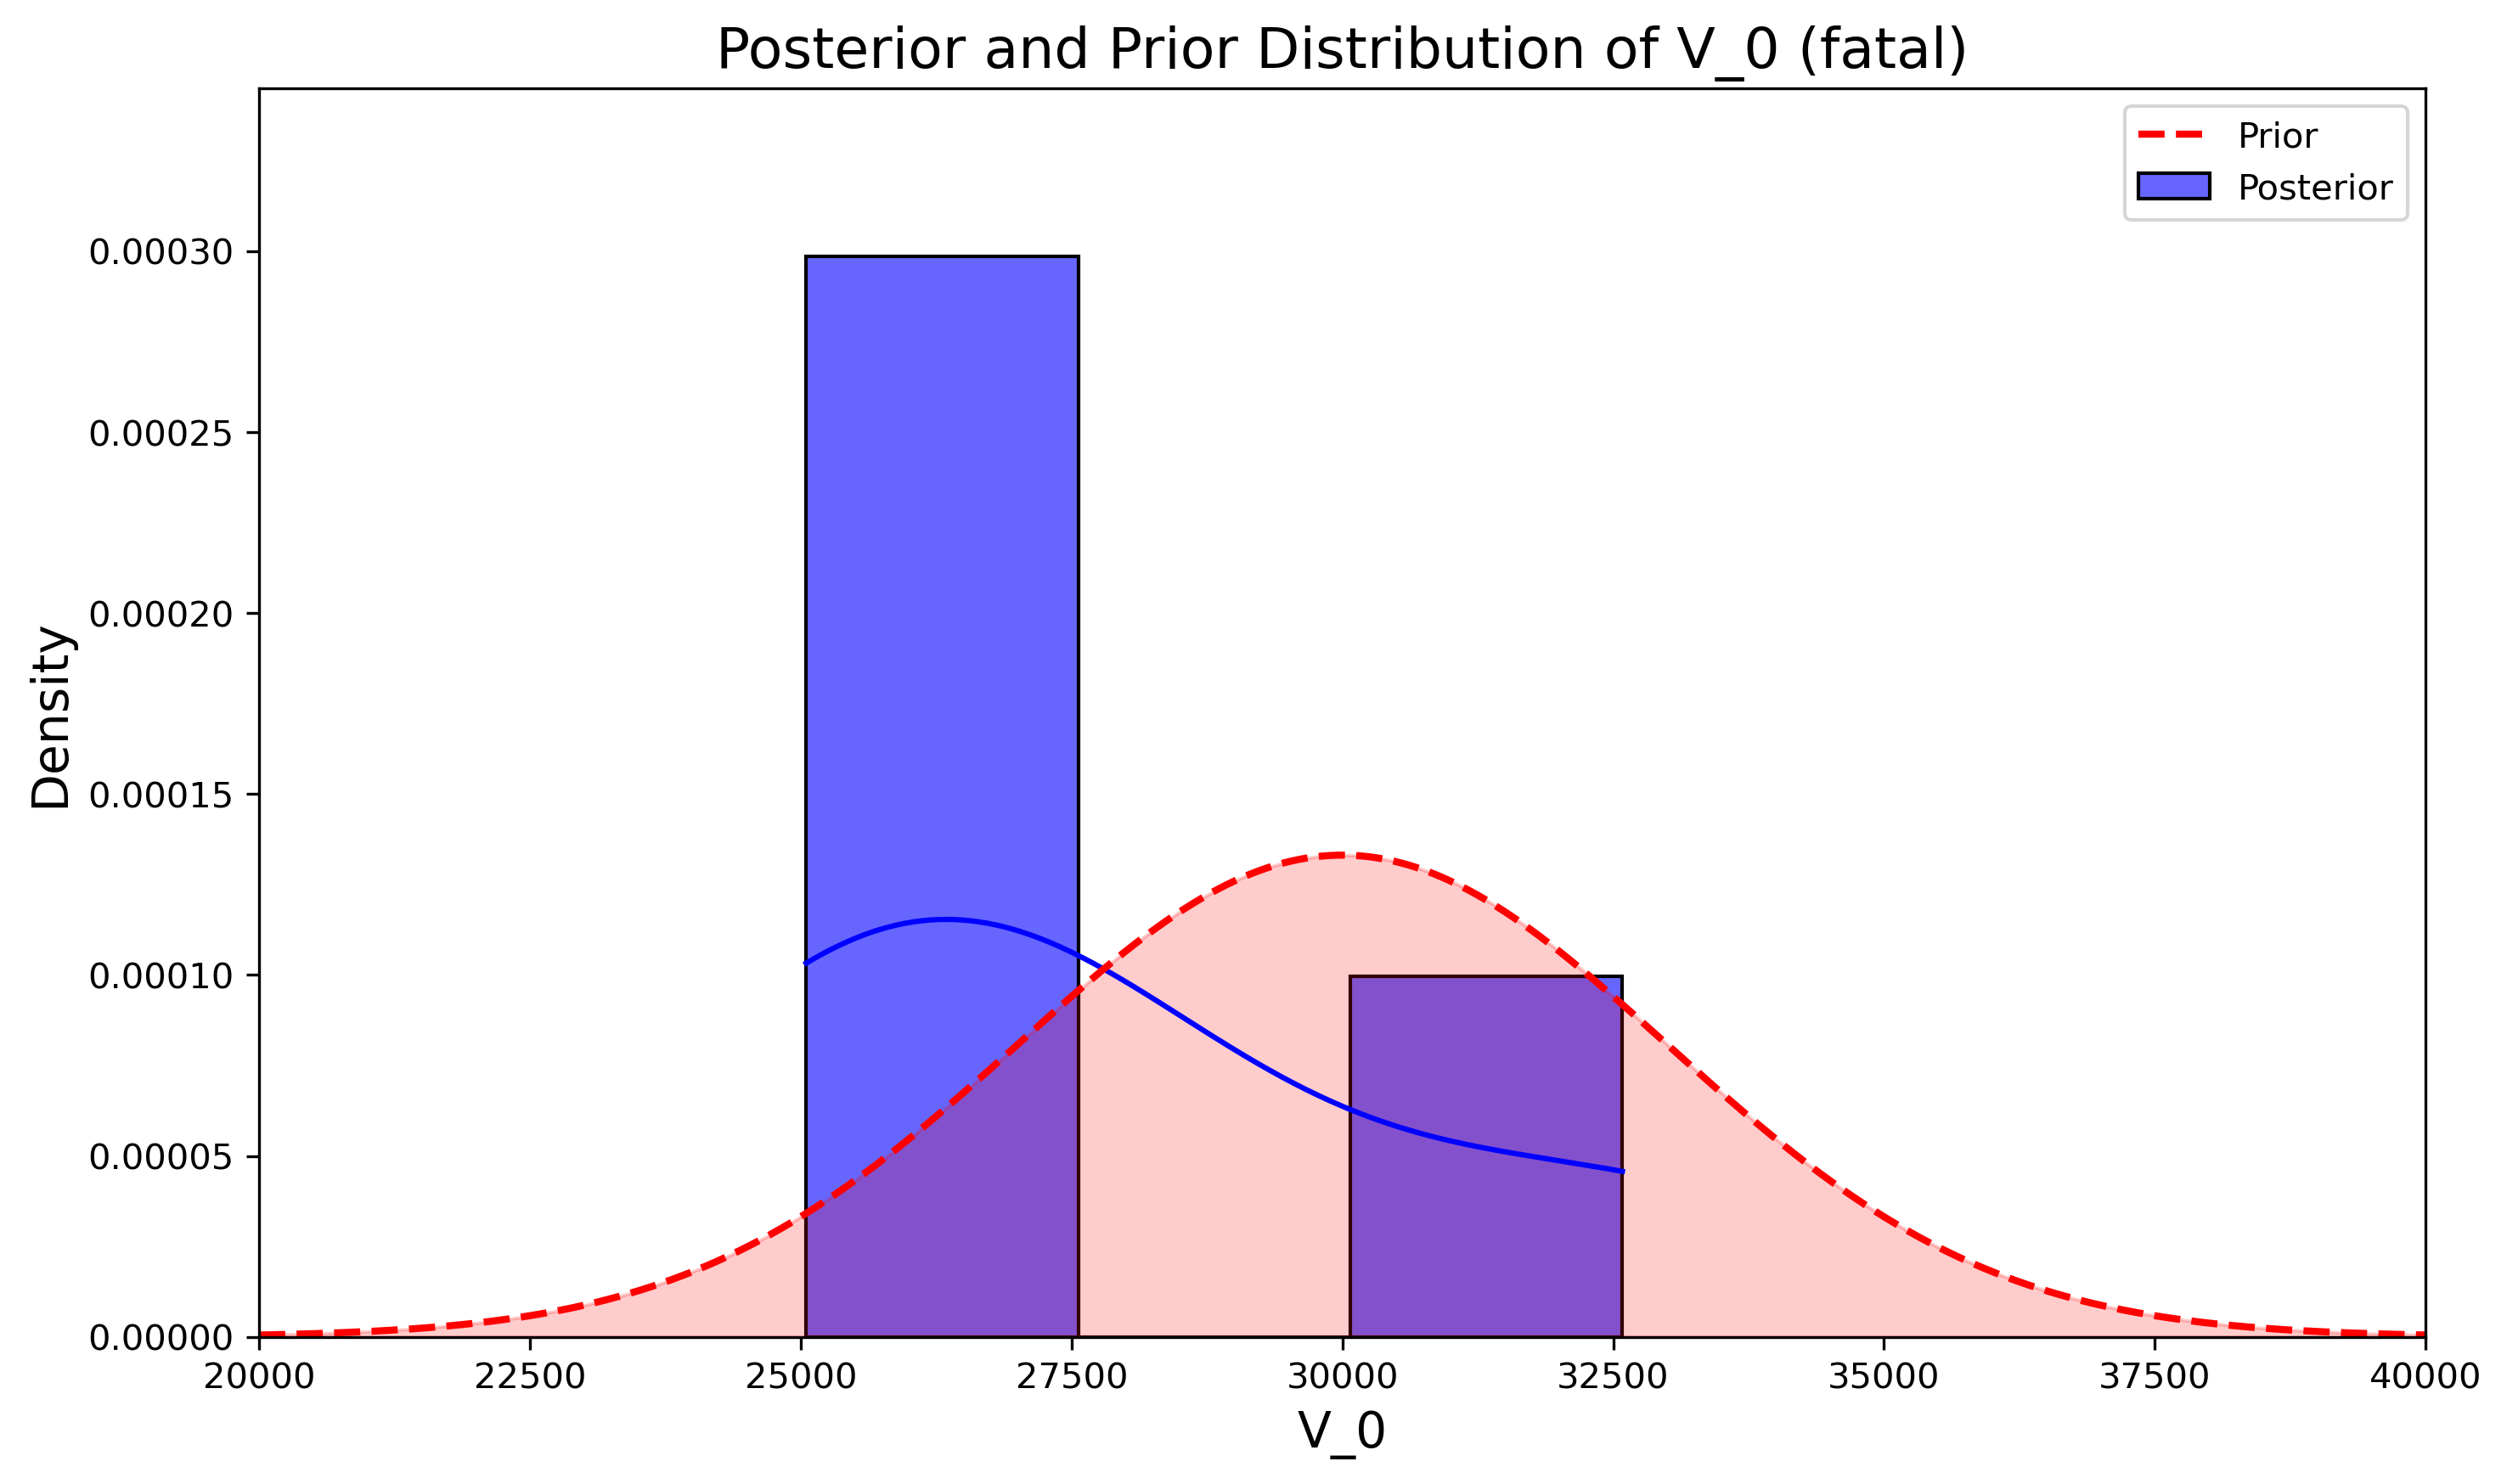 Posterior and Prior Distribution of V_0 (fatal)
Prior
Posterior
Density
0.00030
0.00025
0.00020
0.00015
0.00010
0.00005
0.00000
20000 22500 25000 27500 30000 32500 35000 37500 40000
V_0